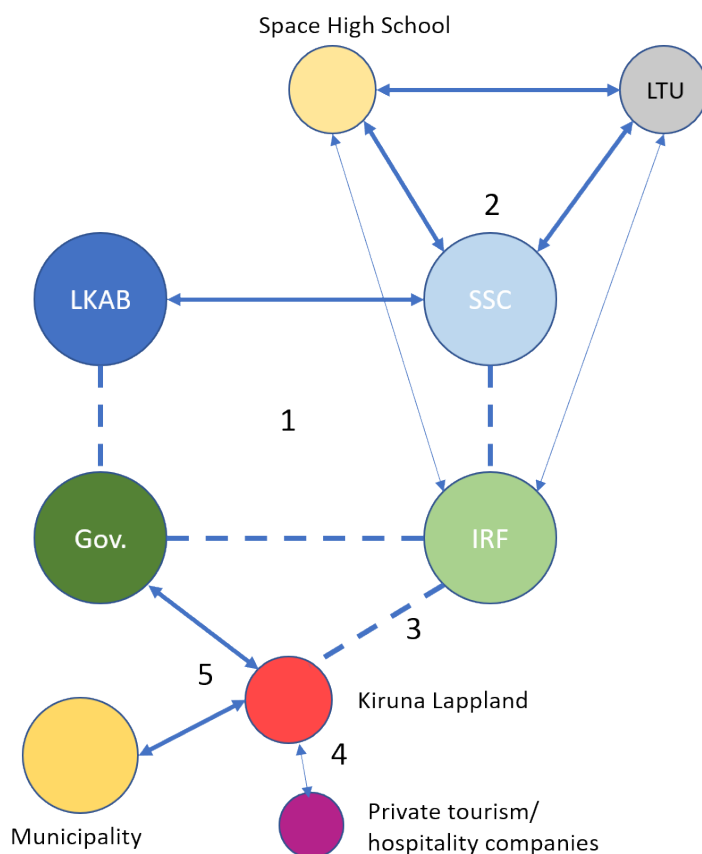 Space High School
LTU
2
LKAB
SSC
1
Gov.
IRF
3
5
Kiruna Lappland
4
Private tourism/
hospitality companies
Municipality